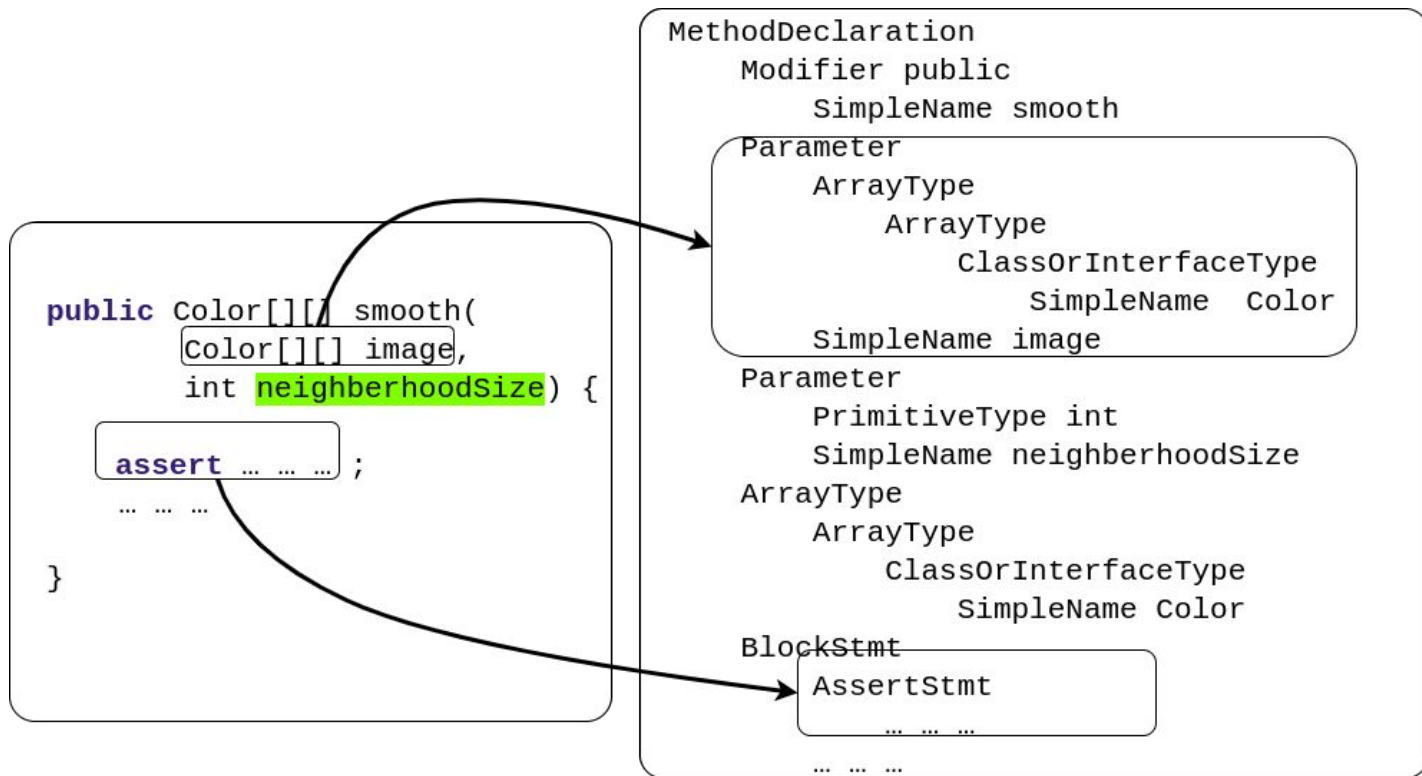 public Color[][] smooth(
Color[][] image,
int neighberhoodSize) {
assert … … … ;
… … …
}
MethodDeclaration
Modifier public
SimpleName smooth
Parameter
ArrayType
ArrayType
ClassOrInterfaceType
SimpleName Color
SimpleName image
Parameter
PrimitiveType int
SimpleName neighberhoodSize
ArrayType
ArrayType
ClassOrInterfaceType
SimpleName Color
BlockStmt
AssertStmt
… … …
… … …